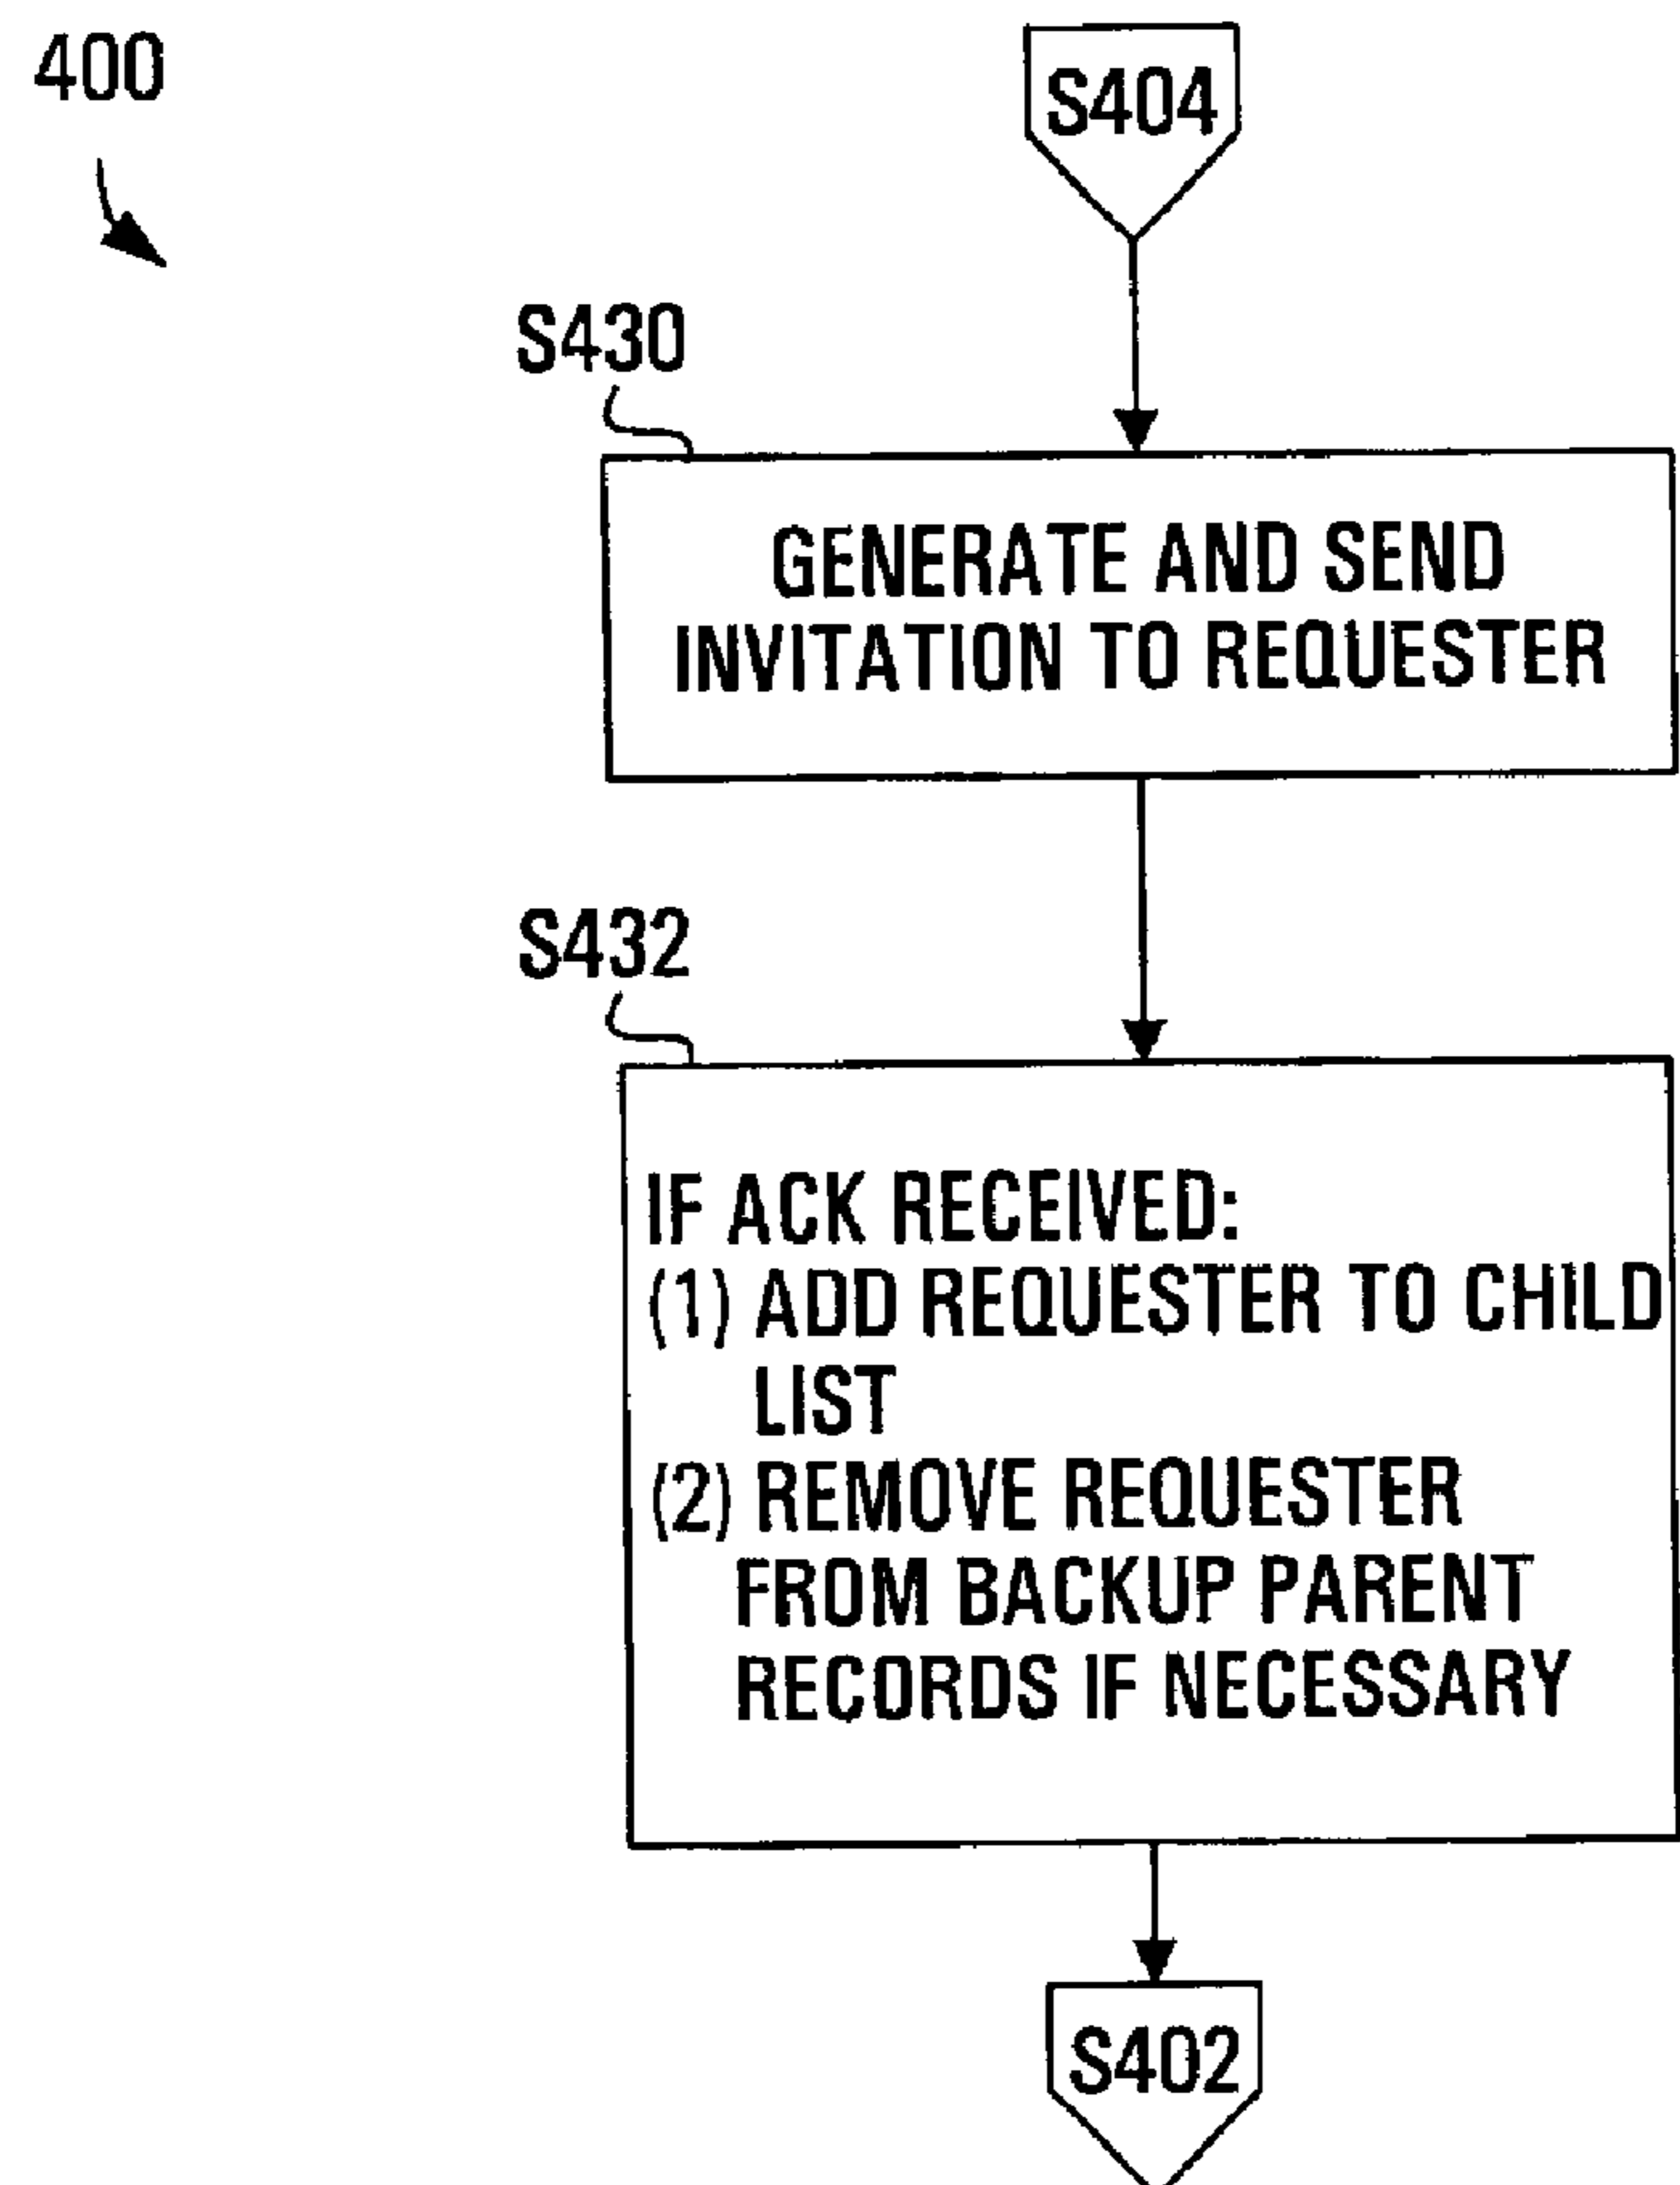 400
S404
S430
GENERATE AND SEND
INVITATION TO REQUESTER
S432
IF ACK RECEIVED:
(1) ADD REQUESTER TO CHILD
LIST
(2) REMOVE REQUESTER
FROM BACKUP PARENT
RECORDS IF NECESSARY
S402